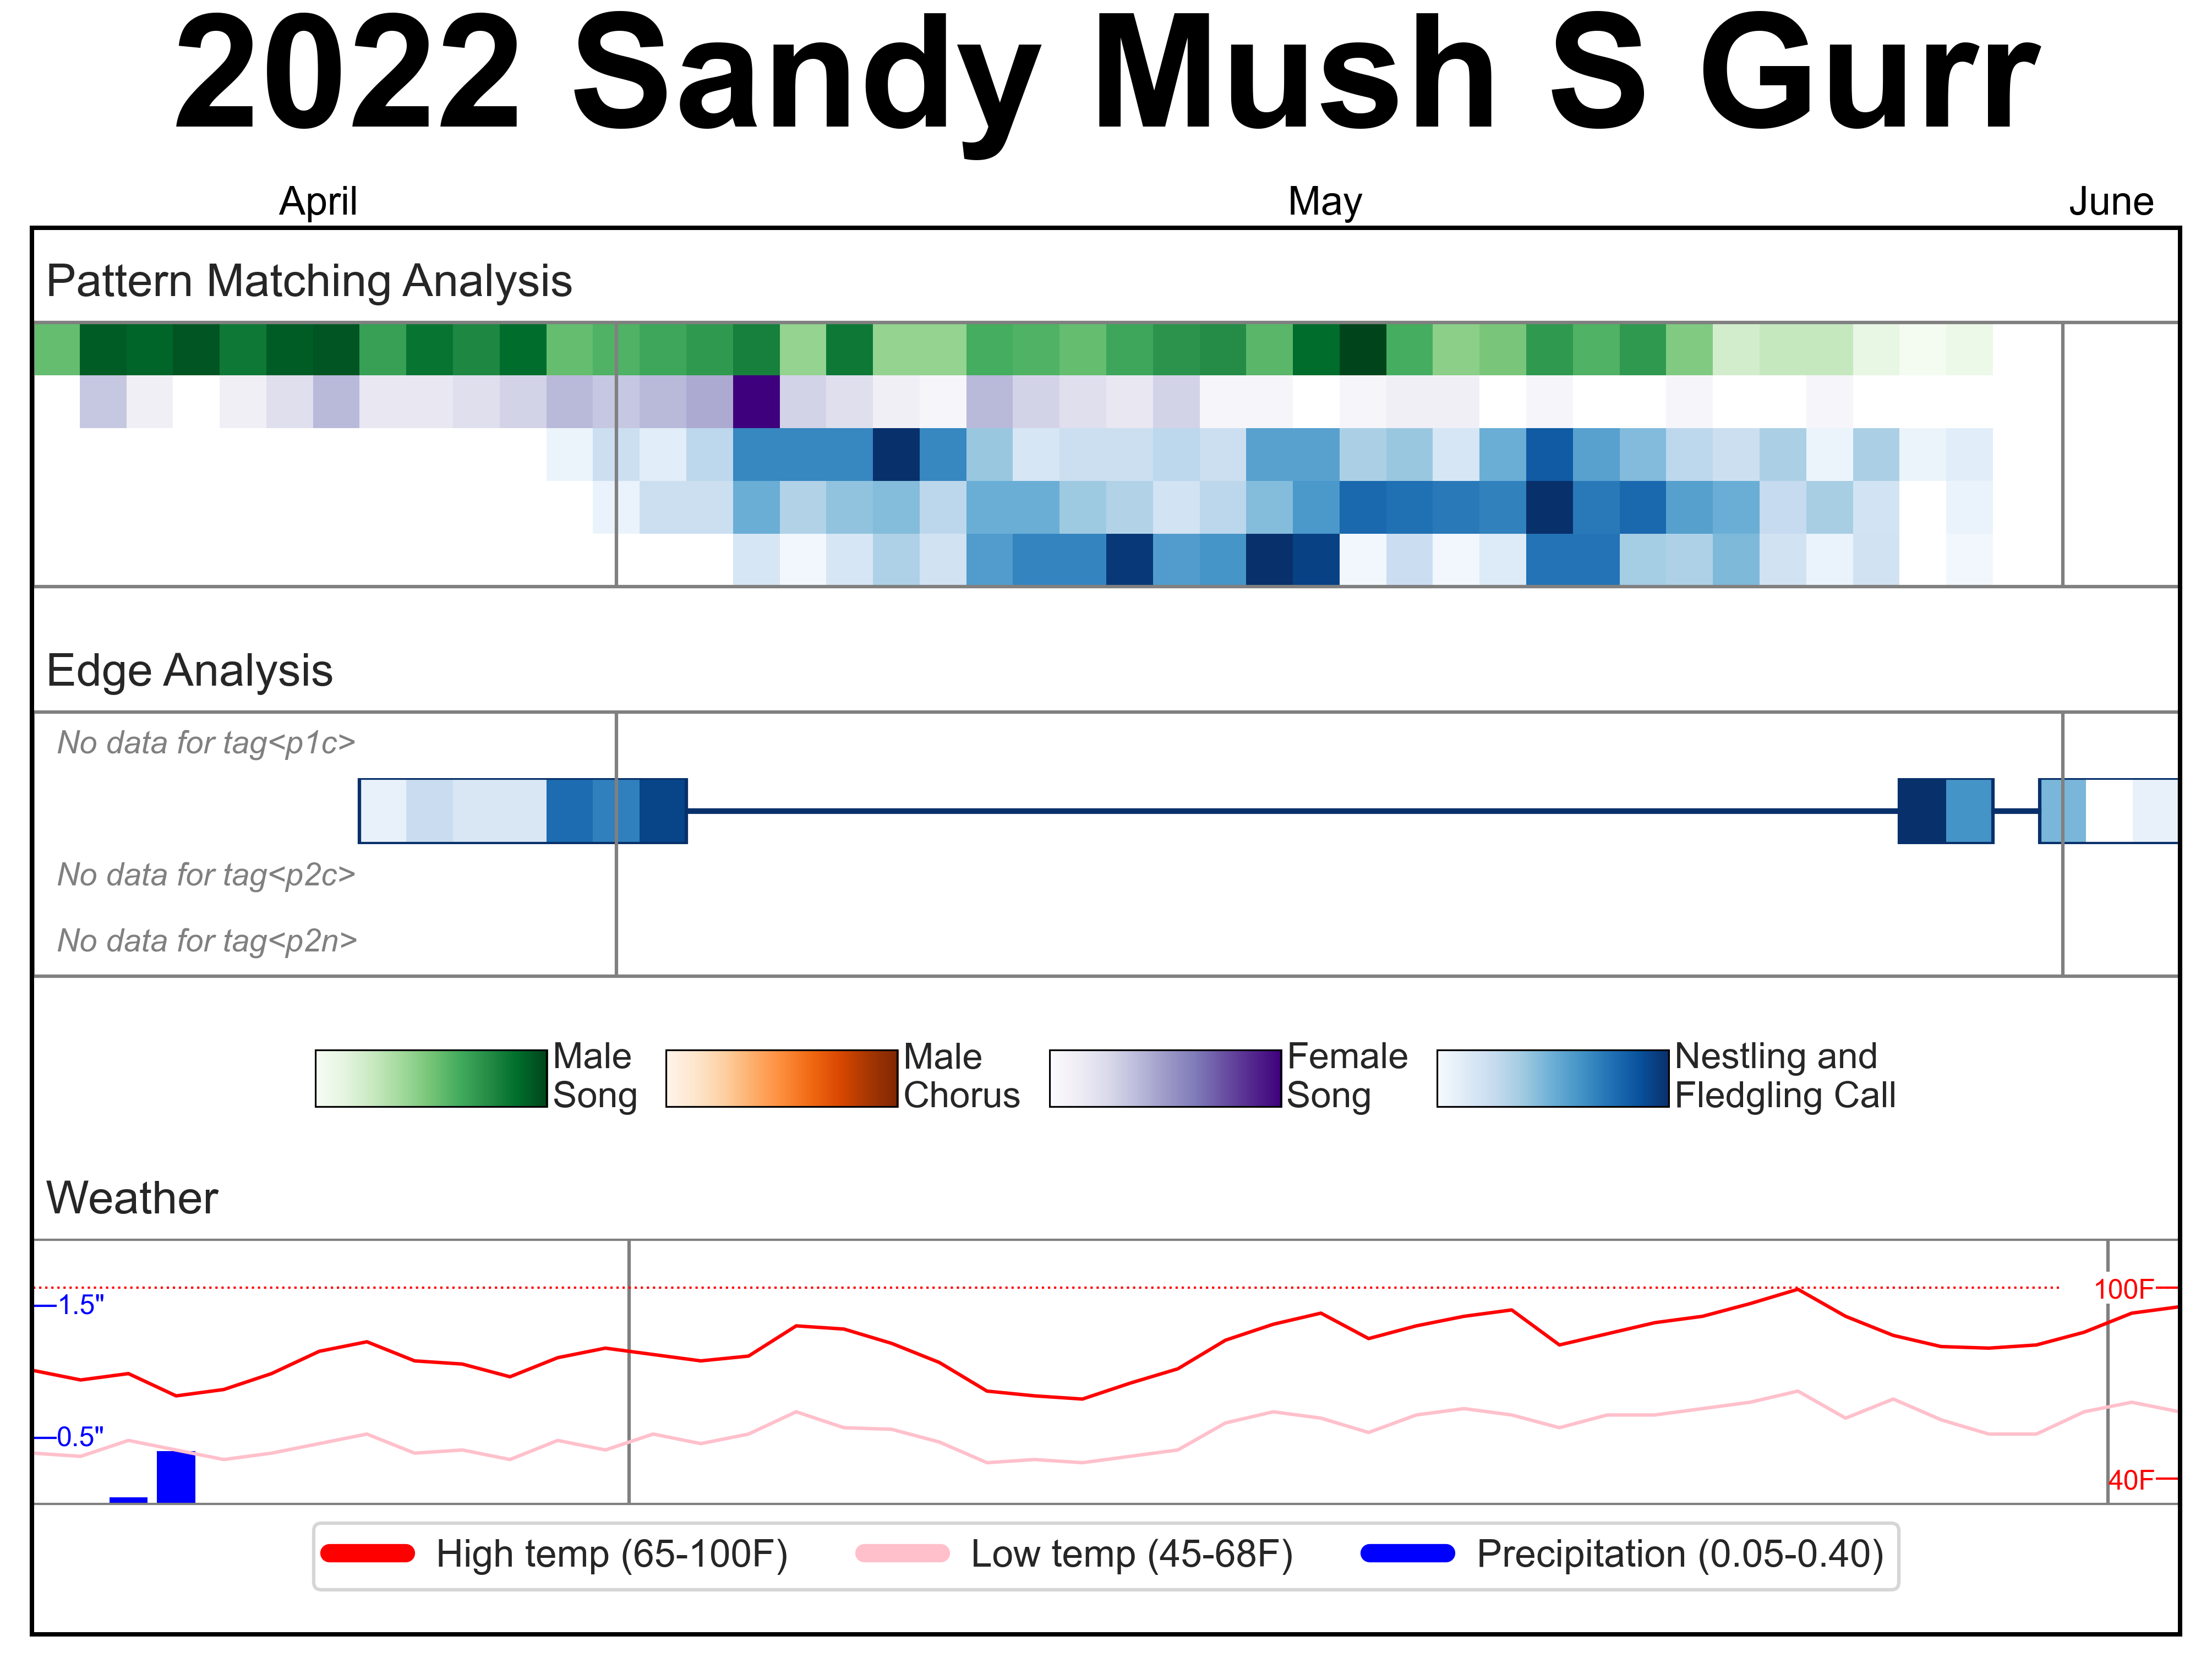 2022 Sandy Mush S Gurr
April May June
Pattern Matching Analysis
Edge Analysis
No data for tag<p1c>
No data for tag<p2c>
No data for tag<p2n>
Male Song
Male Chorus
Female Song
Nestling and Fledgling Call
Weather
100F
1.5"
0.5"
40F
High temp (65-100F) Low temp (45-68F) Precipitation (0.05-0.40)